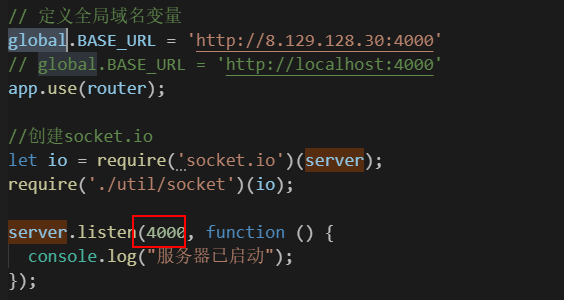 // 定义全局域名变量
global.BASE_URL = 'http://8.129.128.30:4000'
// global.BASE_URL = 'http://localhost:4000'
app.use(router);
//创建socket.io
let io = require('socket.io')(server);
require('./util/socket')(io);
server.listen(4000, function () {
  console.log("服务器已启动");
});